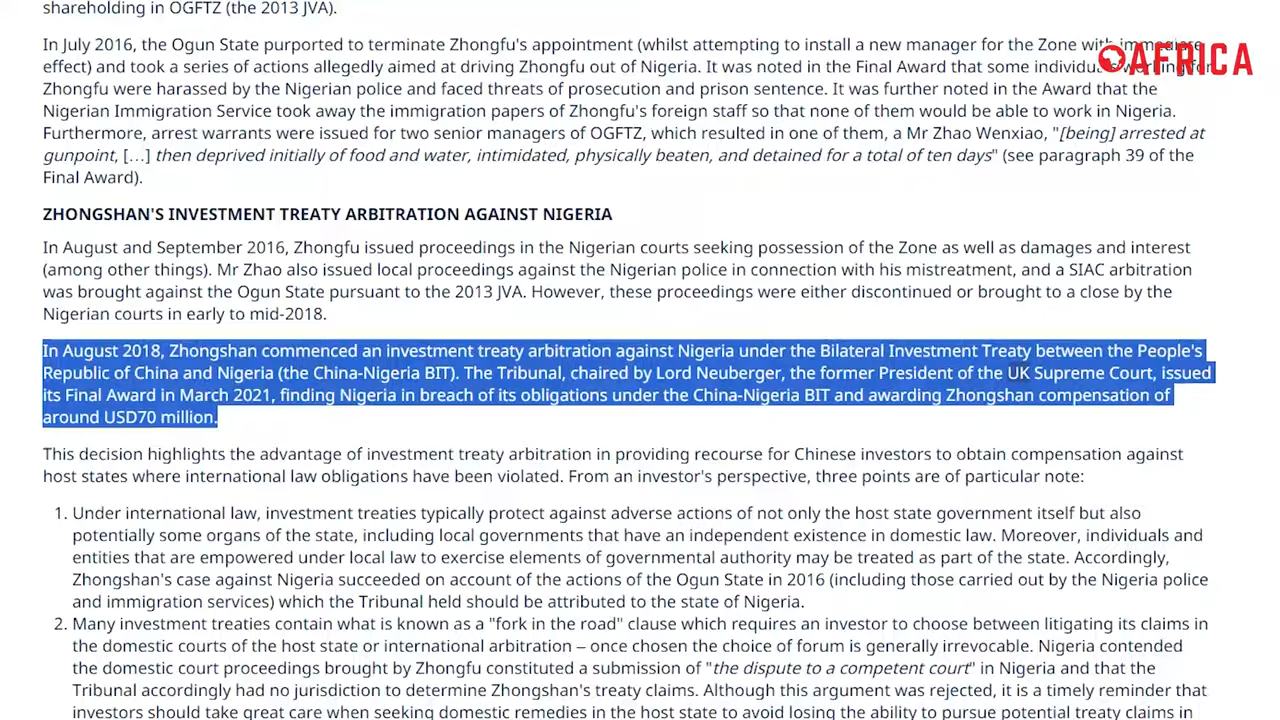 shareholding in OGFTZ (the 2013 JVA).
AFRICA
In July 2016, the Ogun State purported to terminate Zhongfu's appointment (whilst attempting to install a new manager for the Zone with immediate
effect) and took a series of actions allegedly aimed at driving Zhongfu out of Nigeria. It was noted in the Final Award that some individuals working for
Zhongfu were harassed by the Nigerian police and faced threats of prosecution and prison sentence. It was further noted in the Award that the
Nigerian Immigration Service took away the immigration papers of Zhongfu's foreign staff so that none of them would be able to work in Nigeria.
Furthermore, arrest warrants were issued for two senior managers of OGFTZ, which resulted in one of them, a Mr Zhao Wenxiao, "[being] arrested at
gunpoint, […] then deprived initially of food and water, intimidated, physically beaten, and detained for a total of ten days" (see paragraph 39 of the
Final Award).
ZHONGSHAN'S INVESTMENT TREATY ARBITRATION AGAINST NIGERIA
In August and September 2016, Zhongfu issued proceedings in the Nigerian courts seeking possession of the Zone as well as damages and interest
(among other things). Mr Zhao also issued local proceedings against the Nigerian police in connection with his mistreatment, and a SIAC arbitration
was brought against the Ogun State pursuant to the 2013 JVA. However, these proceedings were either discontinued or brought to a close by the
Nigerian courts in early to mid-2018.
In August 2018, Zhongshan commenced an investment treaty arbitration against Nigeria under the Bilateral Investment Treaty between the People's
Republic of China and Nigeria (the China-Nigeria BIT). The Tribunal, chaired by Lord Neuberger, the former President of the UK Supreme Court, issued
its Final Award in March 2021, finding Nigeria in breach of its obligations under the China-Nigeria BIT and awarding Zhongshan compensation of
around USD70 million.
This decision highlights the advantage of investment treaty arbitration in providing recourse for Chinese investors to obtain compensation against
host states where international law obligations have been violated. From an investor's perspective, three points are of particular note:
1. Under international law, investment treaties typically protect against adverse actions of not only the host state government itself but also
potentially some organs of the state, including local governments that have an independent existence in domestic law. Moreover, individuals and
entities that are empowered under local law to exercise elements of governmental authority may be treated as part of the state. Accordingly,
Zhongshan's case against Nigeria succeeded on account of the actions of the Ogun State in 2016 (including those carried out by the Nigeria police
and immigration services) which the Tribunal held should be attributed to the state of Nigeria.
2. Many investment treaties contain what is known as a "fork in the road" clause which requires an investor to choose between litigating its claims in
the domestic courts of the host state or international arbitration – once chosen the choice of forum is generally irrevocable. Nigeria contended
the domestic court proceedings brought by Zhongfu constituted a submission of "the dispute to a competent court" in Nigeria and that the
Tribunal accordingly had no jurisdiction to determine Zhongshan's treaty claims. Although this argument was rejected, it is a timely reminder that
investors should take great care when seeking domestic remedies in the host state to avoid losing the ability to pursue potential treaty claims in